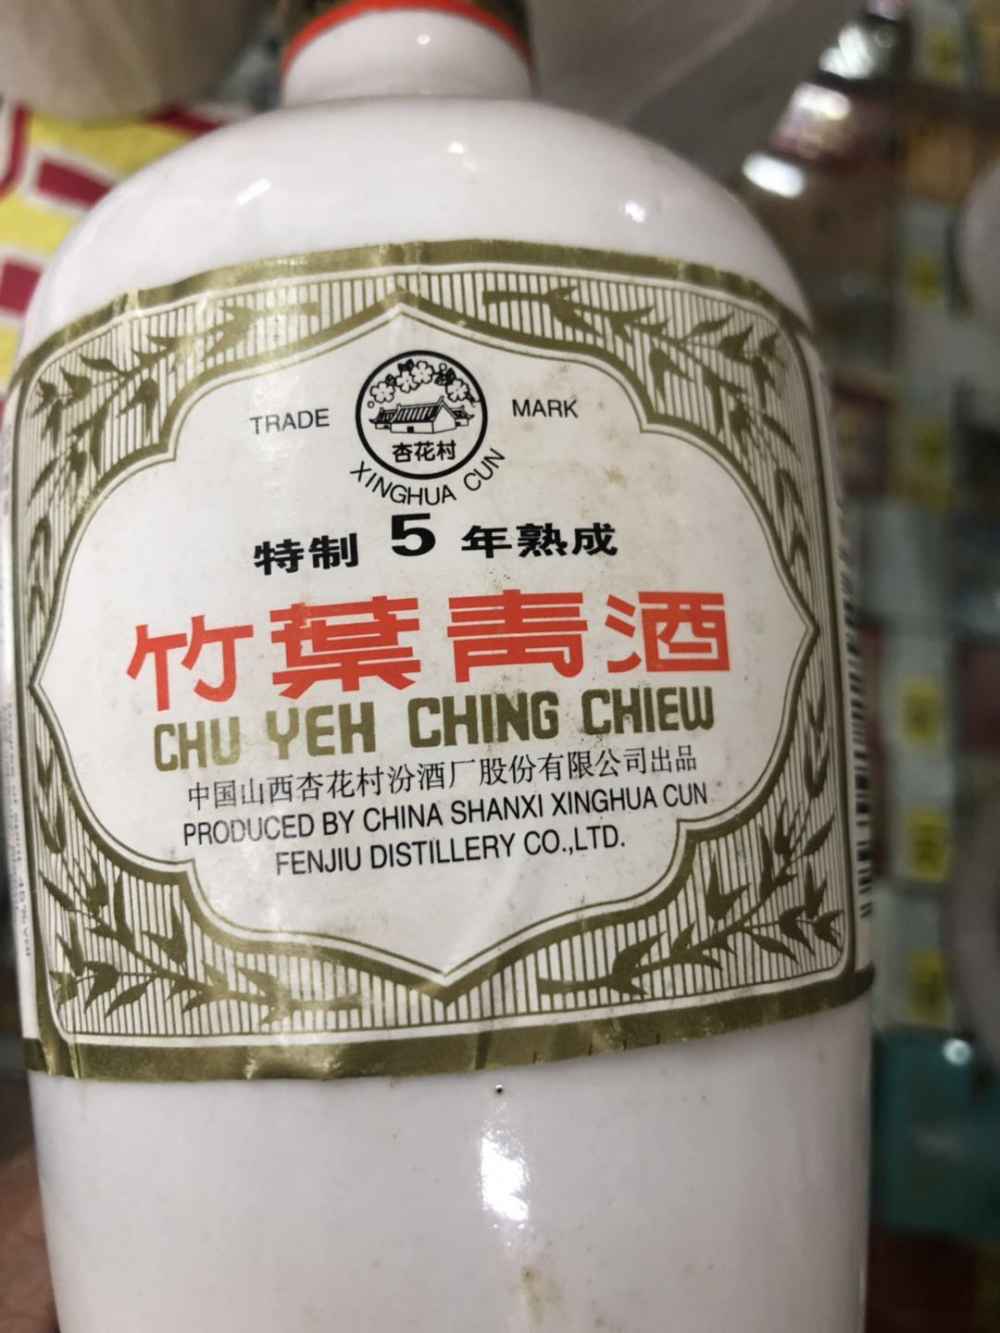 TRADE MARK
杏花村
XINGHUA CUN
特制 5 年熟成
竹葉青酒
CHU YEH CHING CHIEW
中国山西杏花村汾酒厂股份有限公司出品
PRODUCED BY CHINA SHANXI XINGHUA CUN
FENJIU DISTILLERY CO.,LTD.